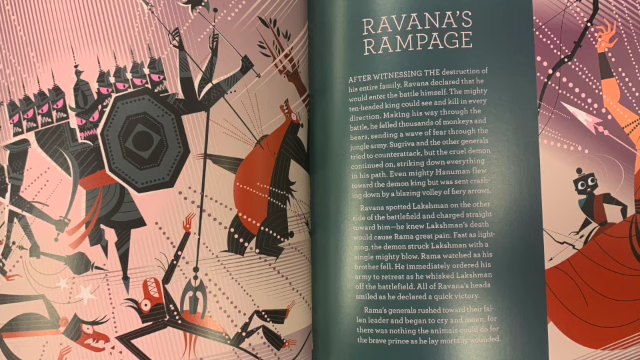 RAVANA'S
RAMPAGE
AFTER WITNESSING THE destruction of
his entire family, Ravana declared that he
would enter the battle himself. The mighty
ten-headed king could see and kill in every
direction. Making his way through the
battle, he felled thousands of monkeys and
bears, sending a wave of fear through the
jungle army. Sugriva and the other generals
tried to counterattack, but the cruel demon
continued on, striking down everything
in his path. Even mighty Hanuman flew
toward the demon king but was sent crash-
ing down by a blazing volley of fiery arrows.
Ravana spotted Lakshman on the other
side of the battlefield and charged straight
toward him—he knew Lakshman's death
would cause Rama great pain. Fast as light-
ning, the demon struck Lakshman with a
single mighty blow. Rama watched as his
brother fell. He immediately ordered his
army to retreat as he whisked Lakshman
off the battlefield. All of Ravana's heads
smiled as he declared a quick victory.
Rama's generals rushed toward their fal-
len leader and began to cry and moan, for
there was nothing the animals could do for
the brave prince as he lay mortally wounded.